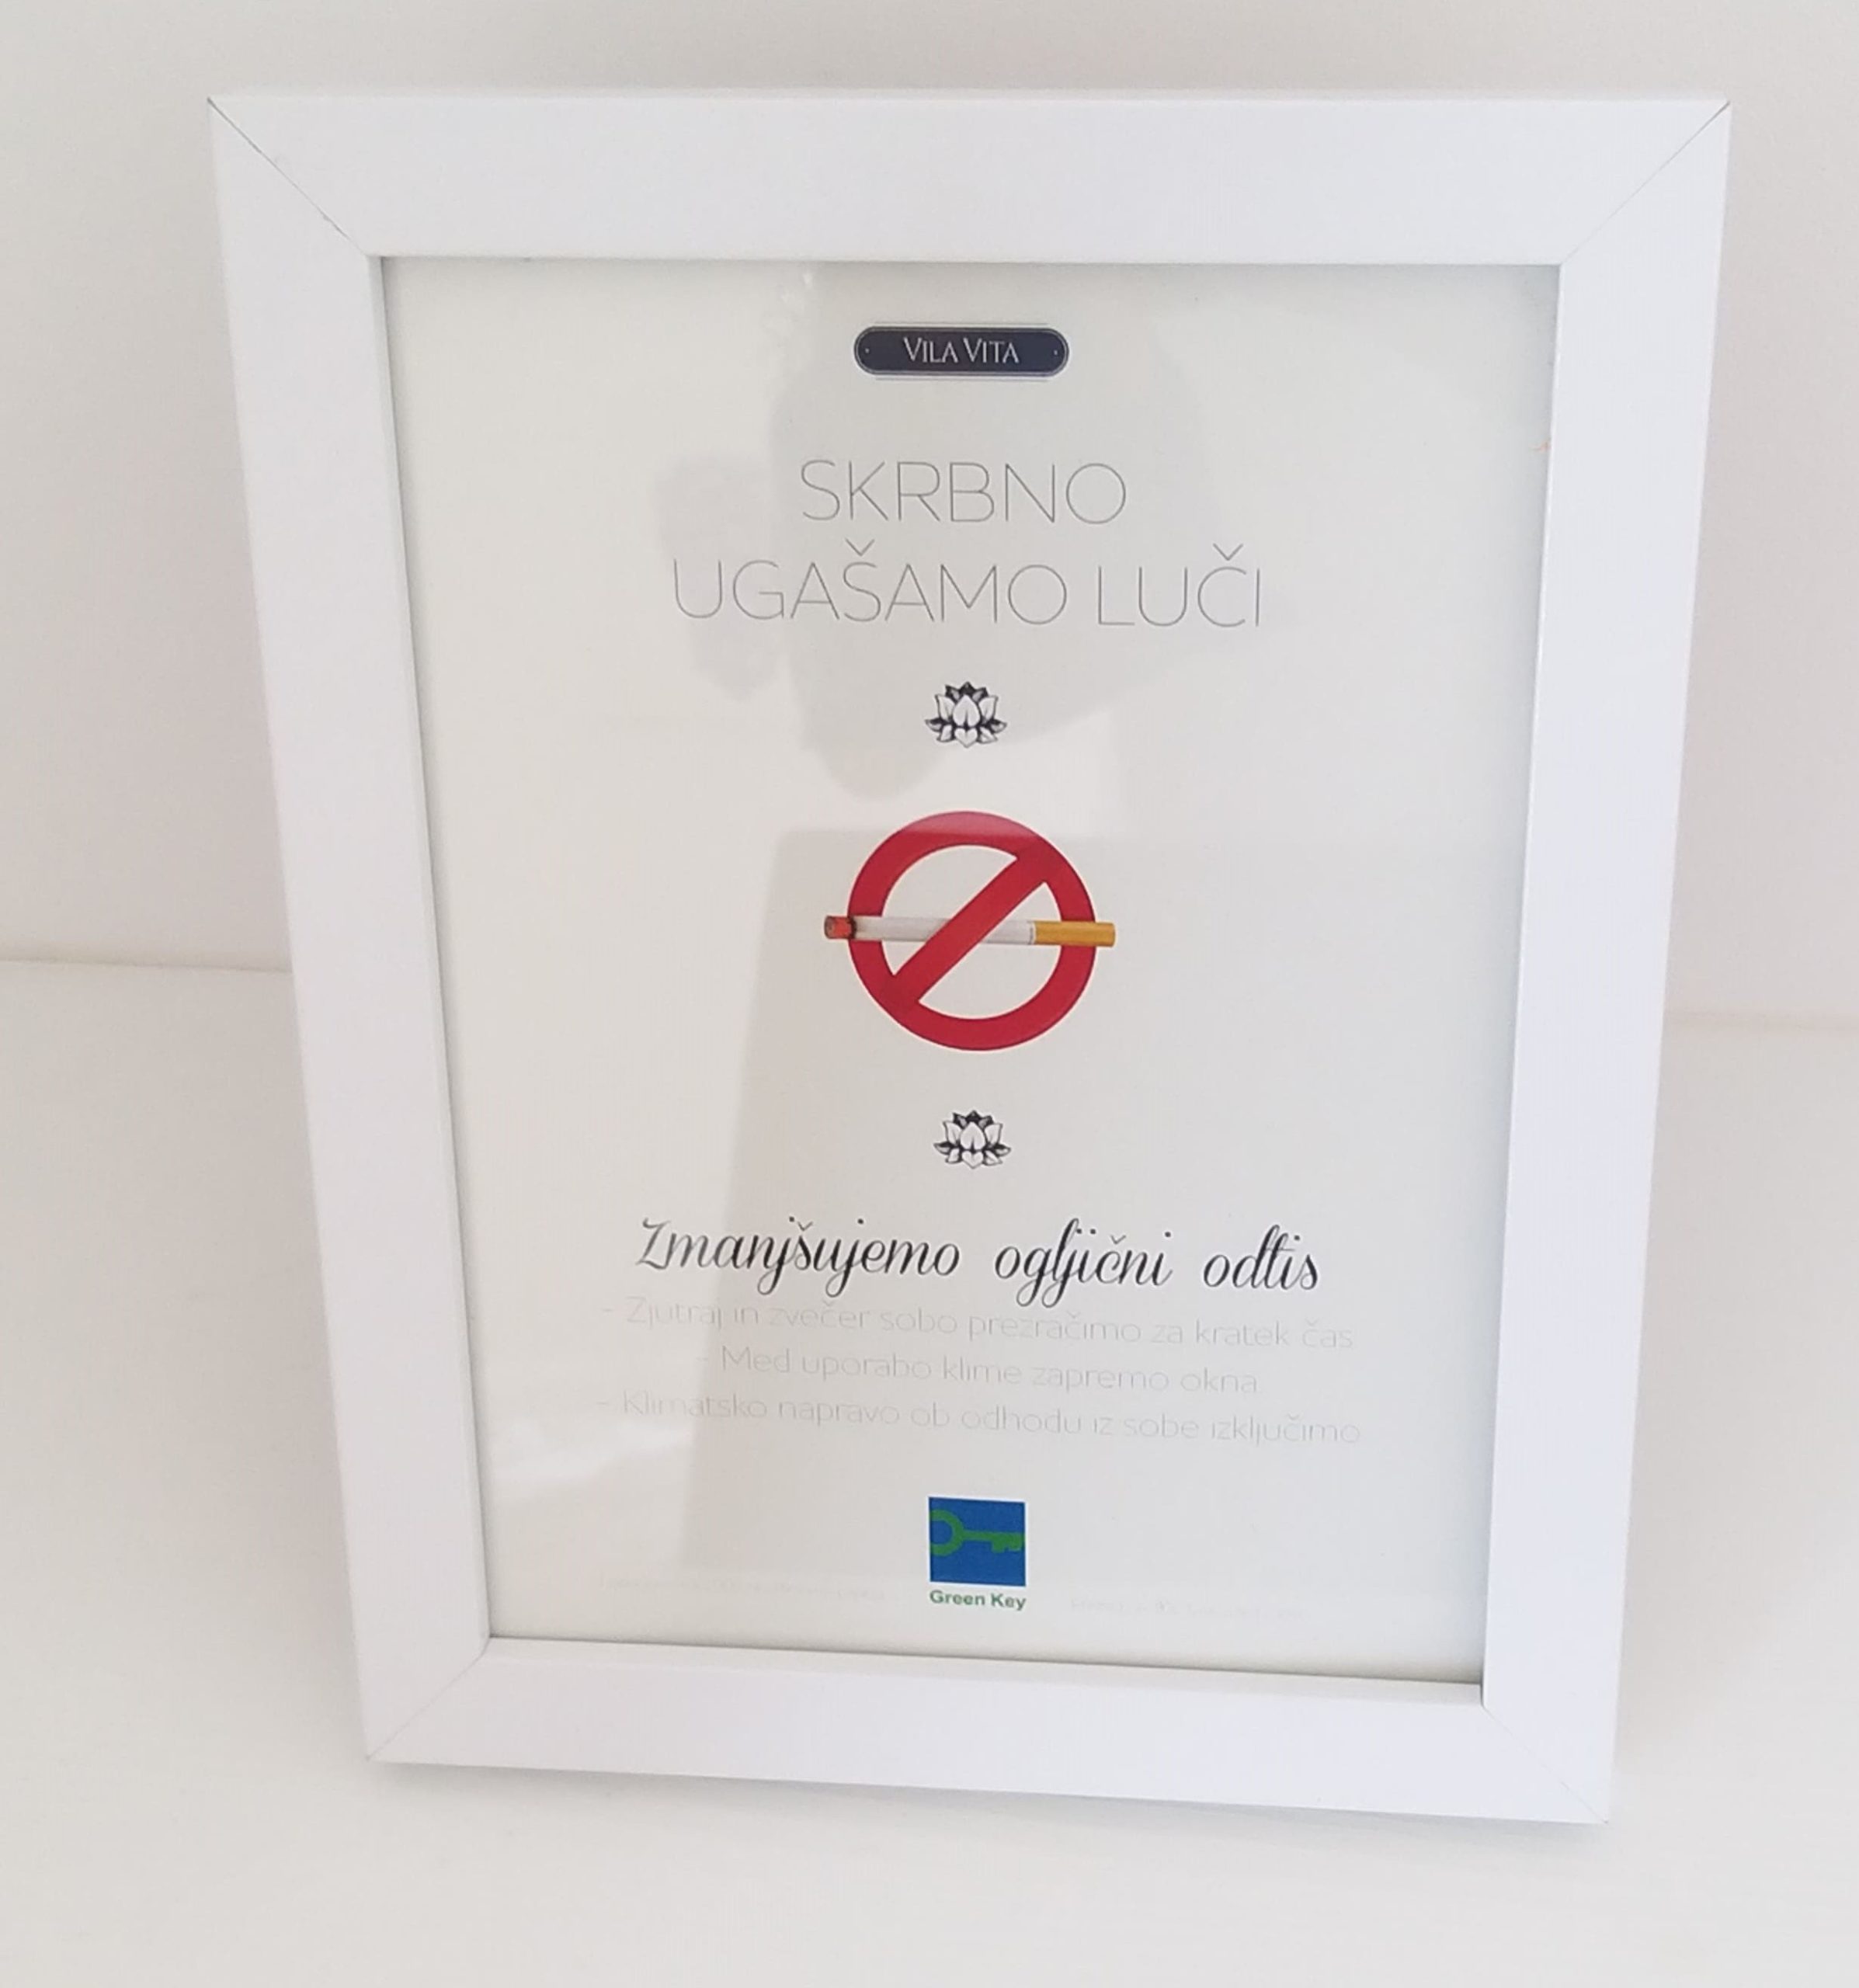 VILA VITA
SKRBNO
UGAŠAMO LUČI
Zmanjšujemo ogljični odtis
- Zjutraj in zvečer sobo prezračimo za kratek čas
- Med uporabo klime zapremo okna
- Klimatsko napravo ob odhodu iz sobe izključimo
Green Key